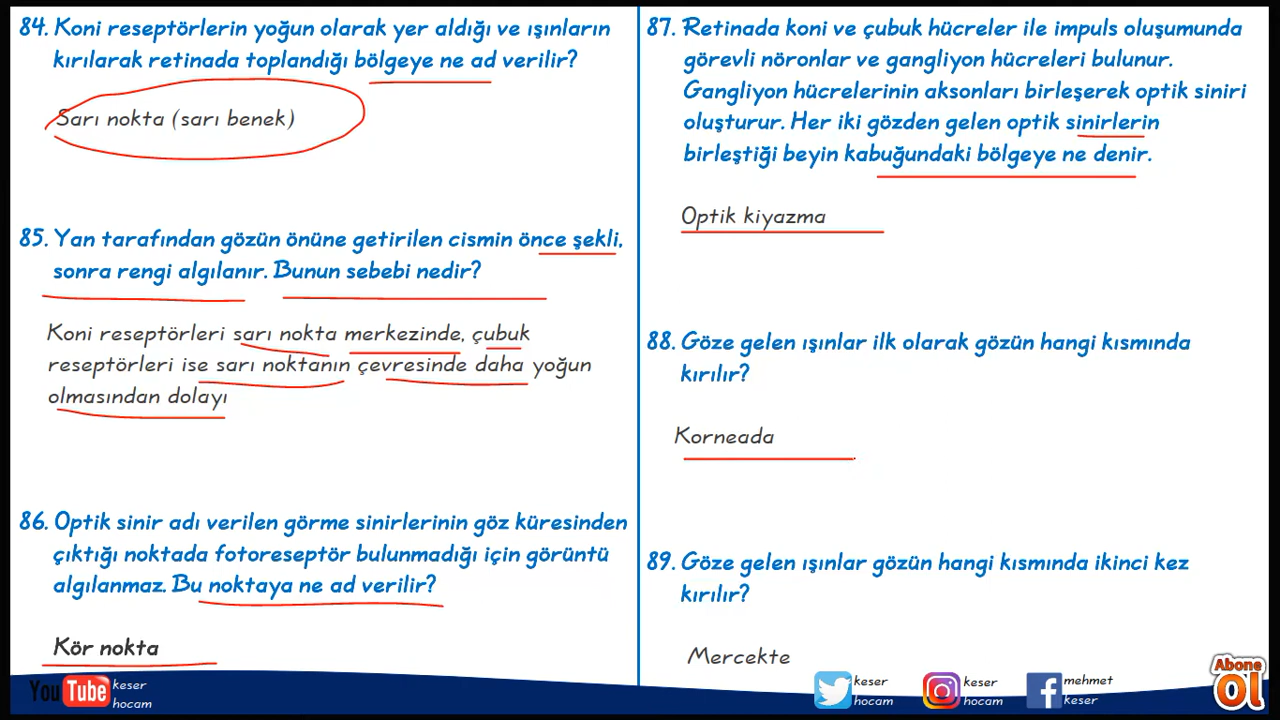 84. Koni reseptörlerin yoğun olarak yer aldığı ve ışınların
kırılarak retinada toplandığı bölgeye ne ad verilir?
Sarı nokta (sarı benek)
85. Yan tarafından gözün önüne getirilen cismin önce şekli,
sonra rengi algılanır. Bunun sebebi nedir?
Koni reseptörleri sarı nokta merkezinde, çubuk
reseptörleri ise sarı noktanın çevresinde daha yoğun
olmasından dolayı
86. Optik sinir adı verilen görme sinirlerinin göz küresinden
çıktığı noktada fotoreseptör bulunmadığı için görüntü
algılanmaz. Bu noktaya ne ad verilir?
Kör nokta
87. Retinada koni ve çubuk hücreler ile impuls oluşumunda
görevli nöronlar ve gangliyon hücreleri bulunur.
Gangliyon hücrelerinin aksonları birleşerek optik siniri
oluşturur. Her iki gözden gelen optik sinirlerin
birleştiği beyin kabuğundaki bölgeye ne denir.
Optik kiyazma
88. Göze gelen ışınlar ilk olarak gözün hangi kısmında
kırılır?
Korneada
89. Göze gelen ışınlar gözün hangi kısmında ikinci kez
kırılır?
Mercekte
YouTube keser
hocam
keser
hocam
keser
hocam
mehmet
keser
Abone
ol